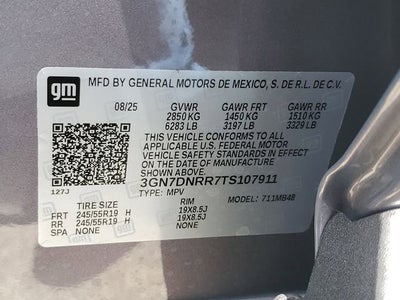 gm
MFD BY GENERAL MOTORS DE MEXICO, S. DE R.L. DE C.V.
08/25 GVWR GAWR FRT GAWR RR
2850 KG 1450 KG 1510 KG
6283 LB 3197 LB 3329 LB
THIS VEHICLE CONFORMS TO ALL APPLICABLE
U.S. FEDERAL MOTOR
VEHICLE SAFETY STANDARDS IN EFFECT
ON THE DATE OF MANUFACTURE
SHOWN ABOVE.
3GN7DNRR7TS107911
127J TYPE: MPV MODEL: 711MB48
TIRE SIZE RIM
FRT 245/55R19 H 19X8.5J
RR 245/55R19 H 19X8.5J
SPA NONE NONE